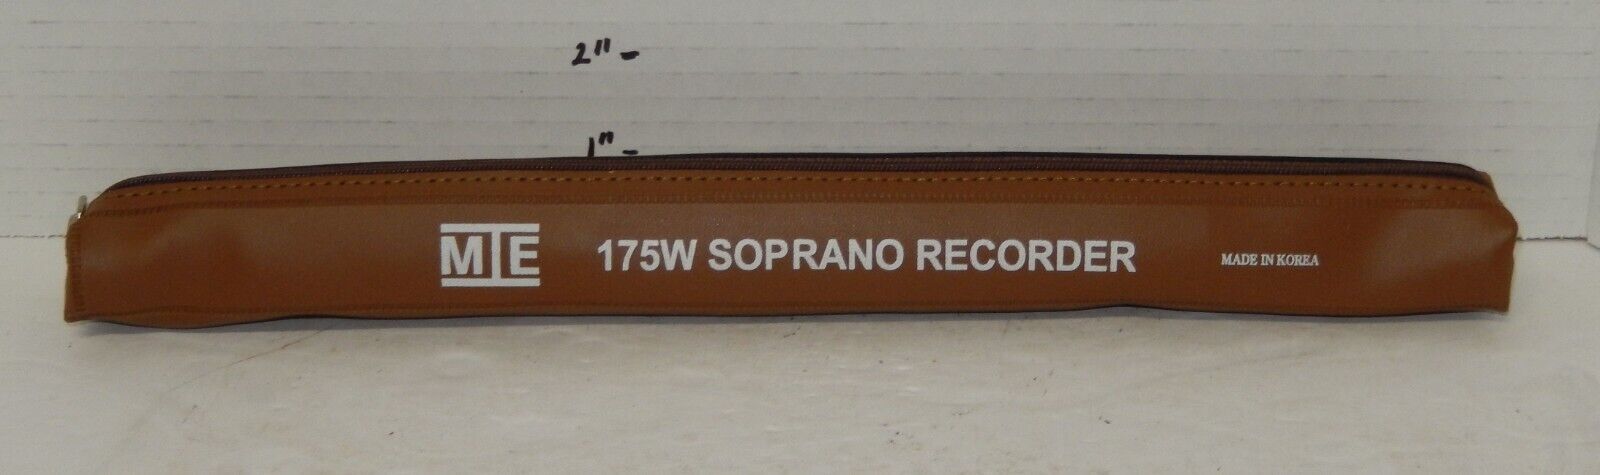 2" -
1" -
MTE 175W SOPRANO RECORDER MADE IN KOREA